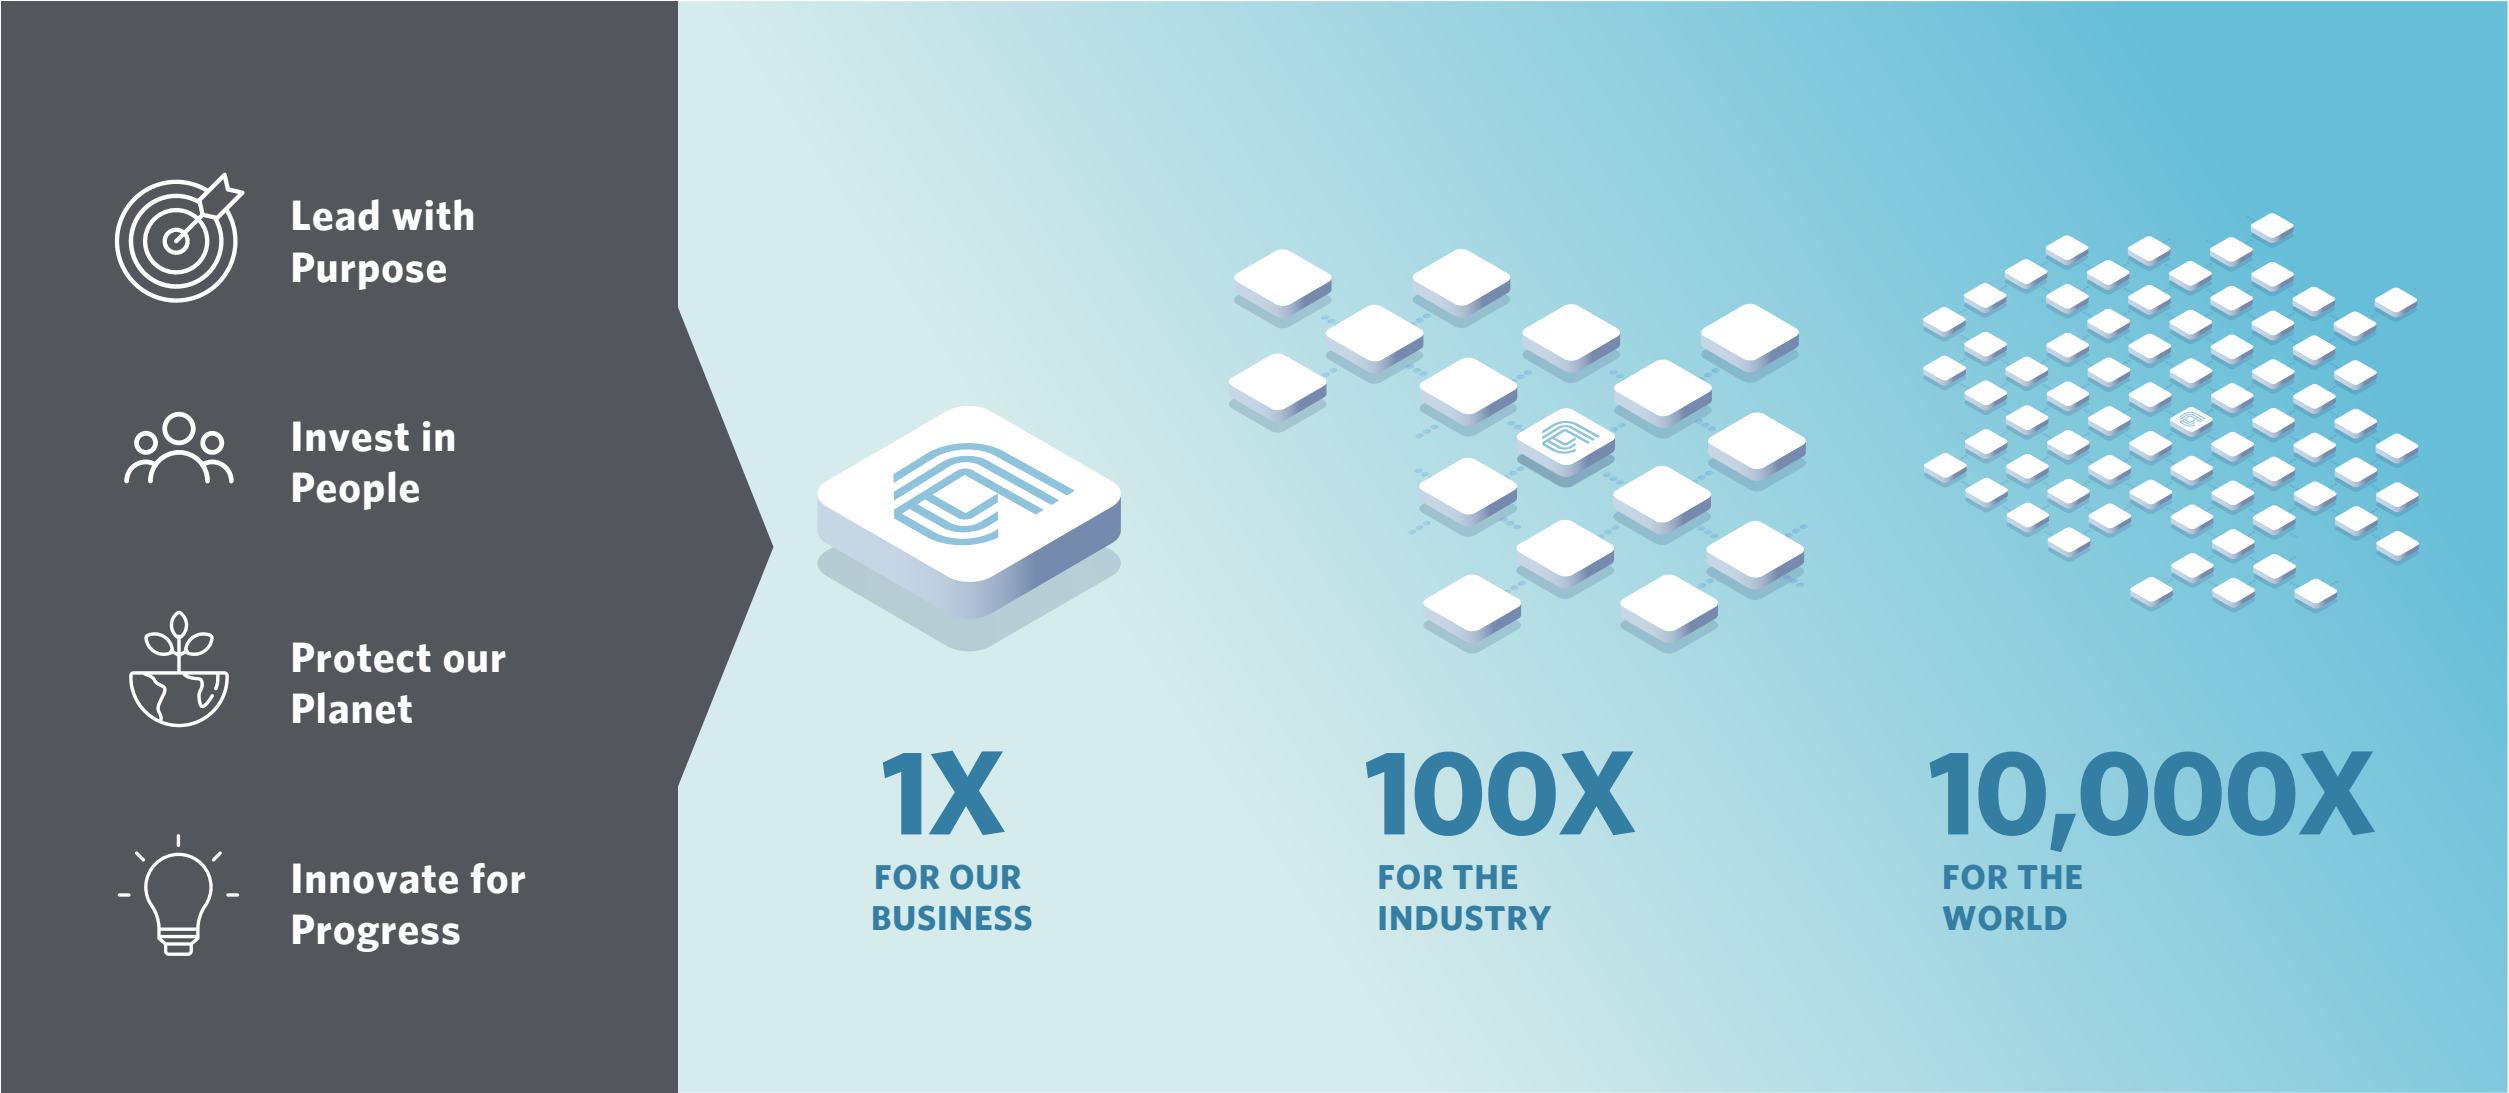 Lead with
Purpose
Invest in
People
Protect our
Planet
Innovate for
Progress
1X
FOR OUR
BUSINESS
100X
FOR THE
INDUSTRY
10,000X
FOR THE
WORLD